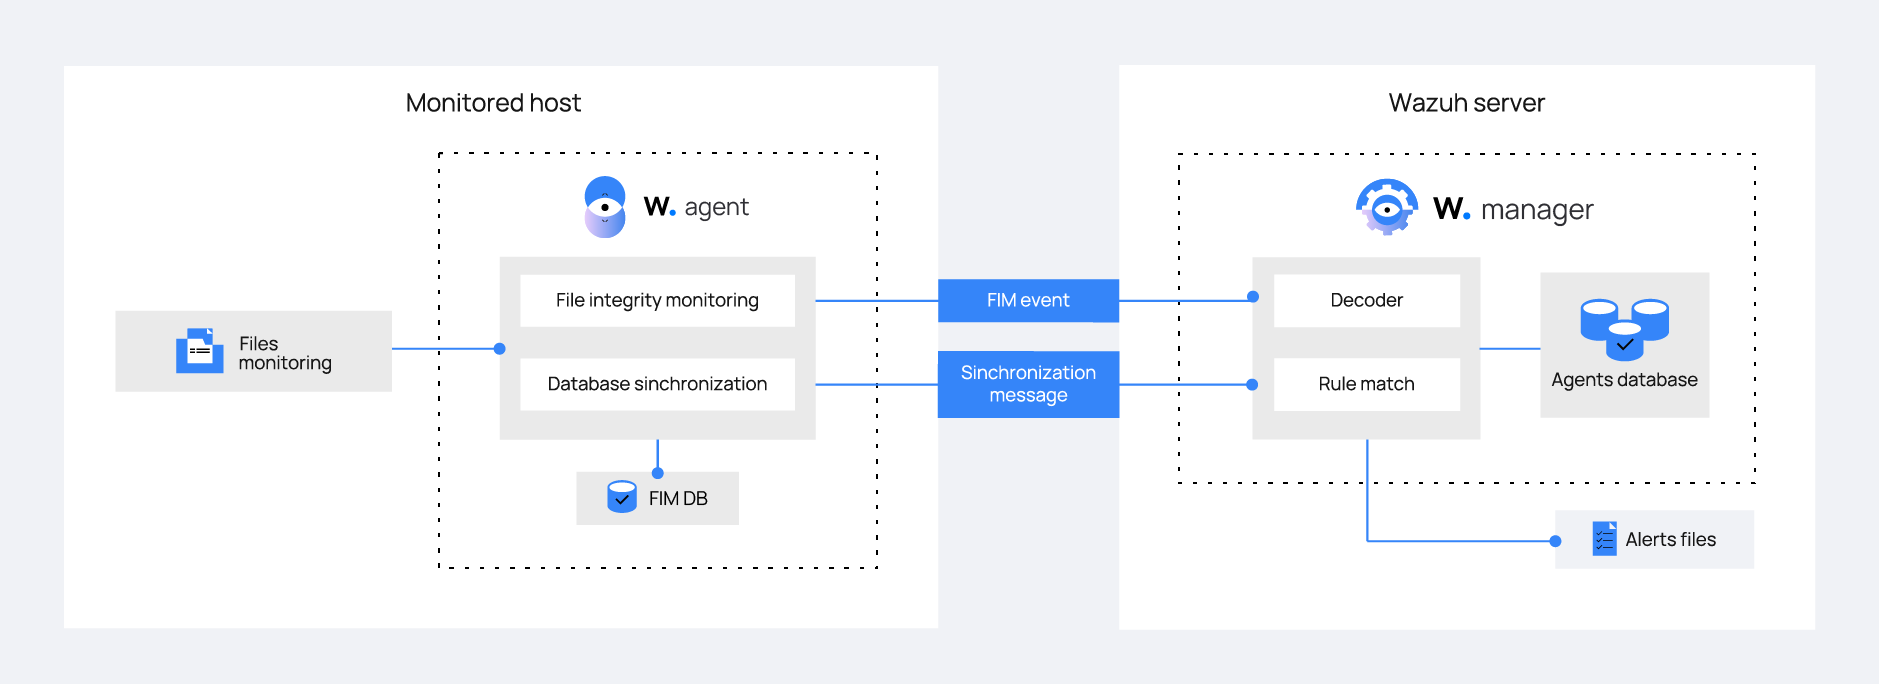 Monitored host
W. agent
File integrity monitoring
Database sinchronization
Files
monitoring
FIM DB
FIM event
Sinchronization
message
Wazuh server
W. manager
Decoder
Rule match
Agents database
Alerts files